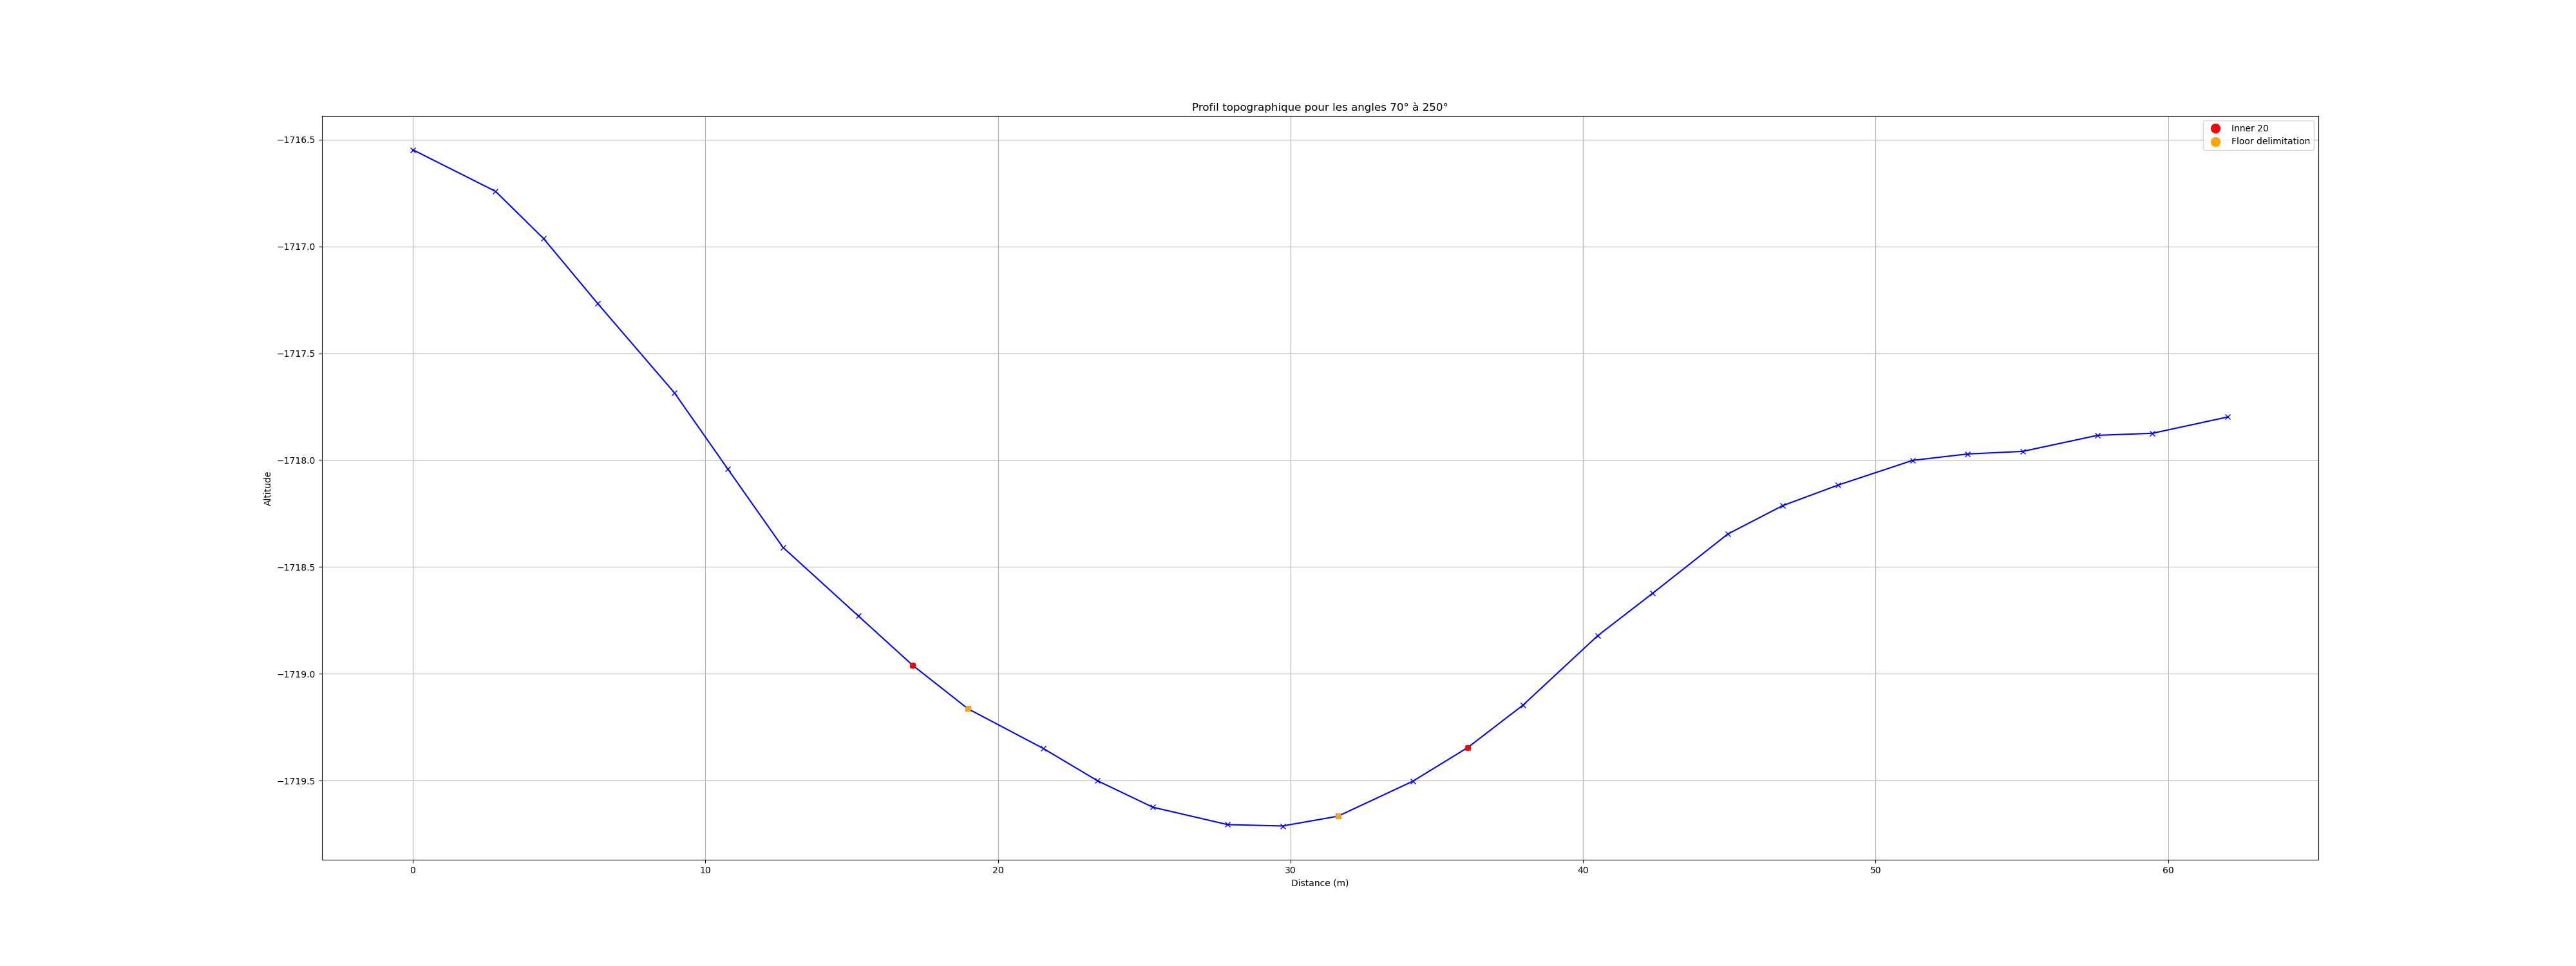 Profil topographique pour les angles 70° à 250°
Inner 20
Floor delimitation
−1716.5
−1717.0
−1717.5
−1718.0
−1718.5
−1719.0
−1719.5
Altitude
0 10 20 30 40 50 60
Distance (m)